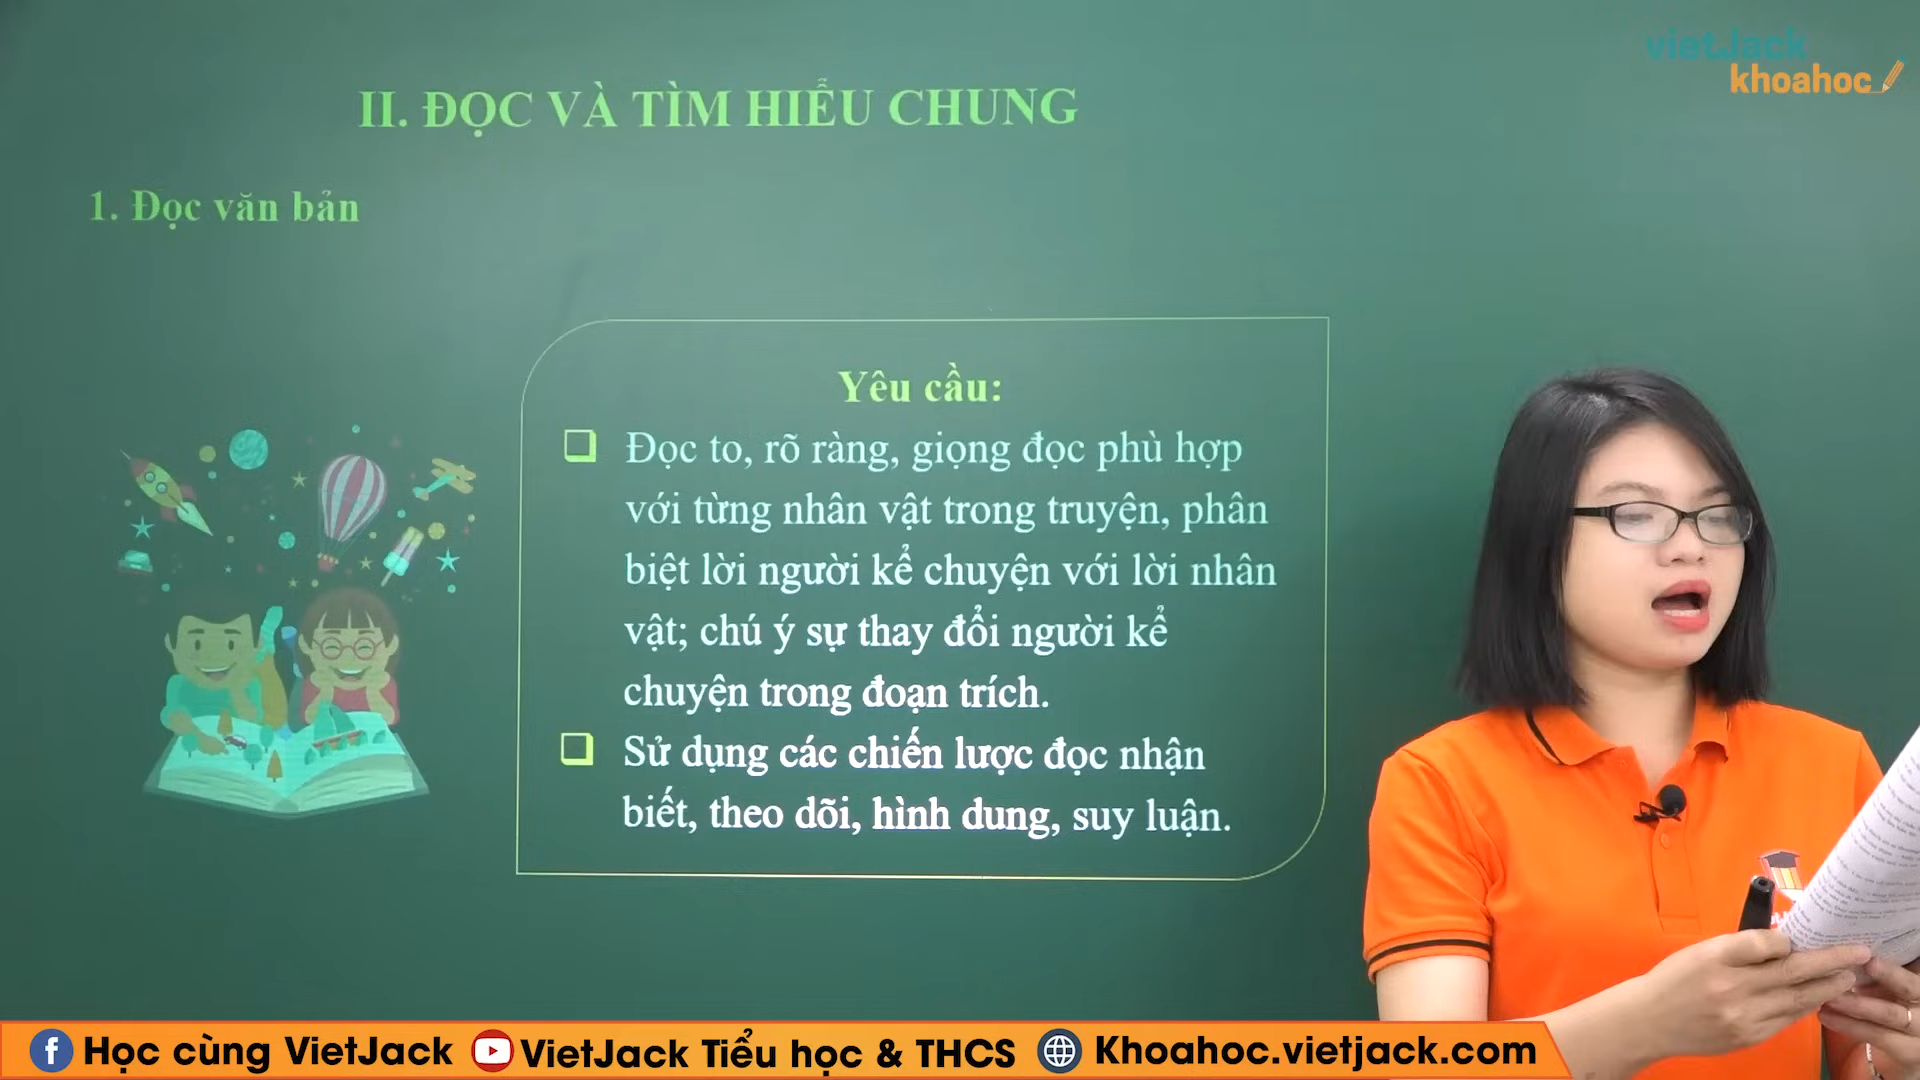 vietJack
khoahoc
II. ĐỌC VÀ TÌM HIỂU CHUNG
1. Đọc văn bản
Yêu cầu:
Đọc to, rõ ràng, giọng đọc phù hợp
với từng nhân vật trong truyện, phân
biệt lời người kể chuyện với lời nhân
vật; chú ý sự thay đổi người kể
chuyện trong đoạn trích.
Sử dụng các chiến lược đọc nhận
biết, theo dõi, hình dung, suy luận.
Học cùng VietJack
VietJack Tiểu học & THCS
Khoahoc.vietjack.com